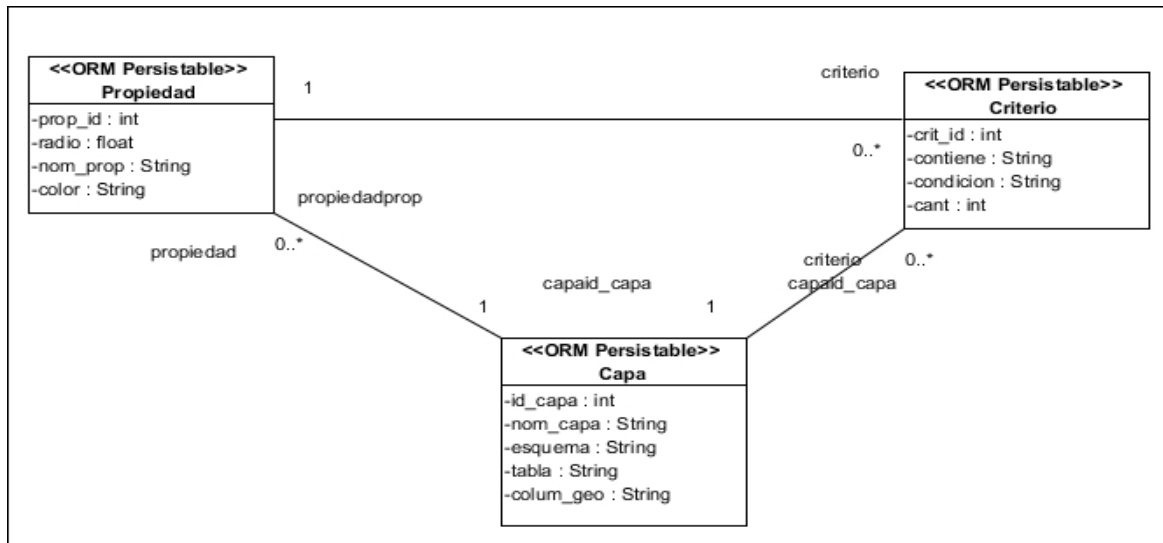 <<ORM Persistable>>
Propiedad
-prop_id : int
-radio : float
-nom_prop : String
-color : String
1
criterio
0..*
<<ORM Persistable>>
Criterio
-crit_id : int
-contiene : String
-condicion : String
-cant : int
propiedadprop
propiedad
0..*
criterio
0..*
capaid_capa
capaid_capa
1
1
<<ORM Persistable>>
Capa
-id_capa : int
-nom_capa : String
-esquema : String
-tabla : String
-colum_geo : String